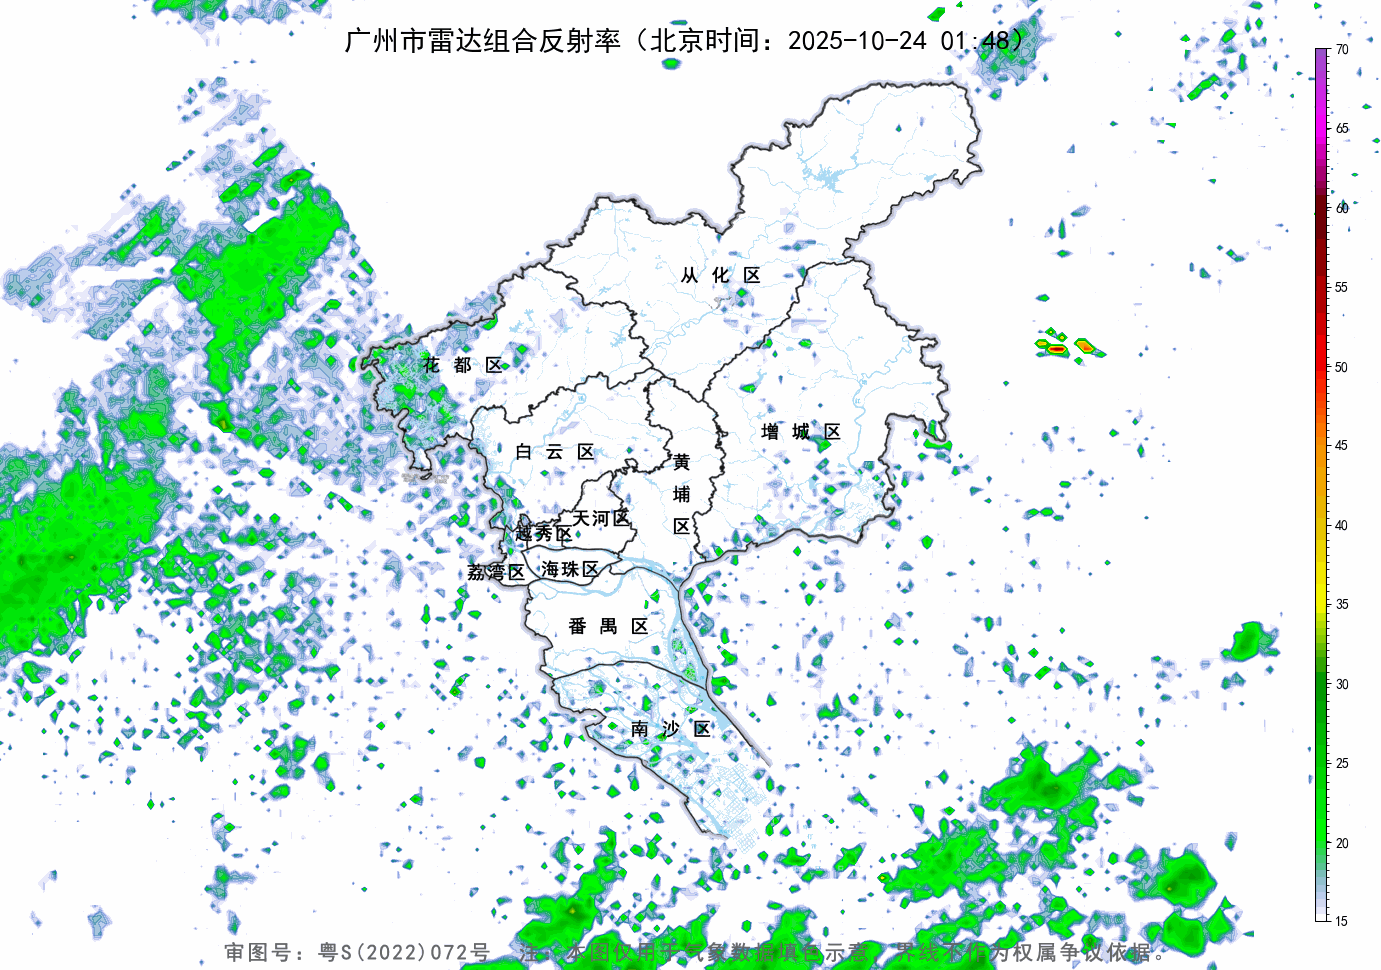 广州市雷达组合反射率（北京时间：2025-10-24 01:48）
70
65
60
55
50
45
40
35
30
25
20
15
从化区
花都区
增城区
白云区
黄埔区
天河区
越秀区
荔湾区
海珠区
番禺区
南沙区
审图号：粤S(2022)072号 注：本图仅用于气象数据填色示意，界线不作为权属争议依据。